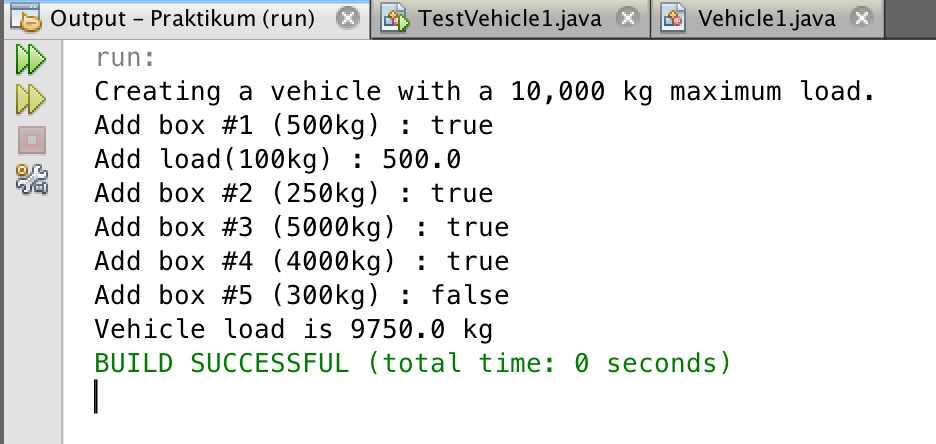 Output – Praktikum (run)
TestVehicle1.java
Vehicle1.java
run:
Creating a vehicle with a 10,000 kg maximum load.
Add box #1 (500kg) : true
Add load(100kg) : 500.0
Add box #2 (250kg) : true
Add box #3 (5000kg) : true
Add box #4 (4000kg) : true
Add box #5 (300kg) : false
Vehicle load is 9750.0 kg
BUILD SUCCESSFUL (total time: 0 seconds)